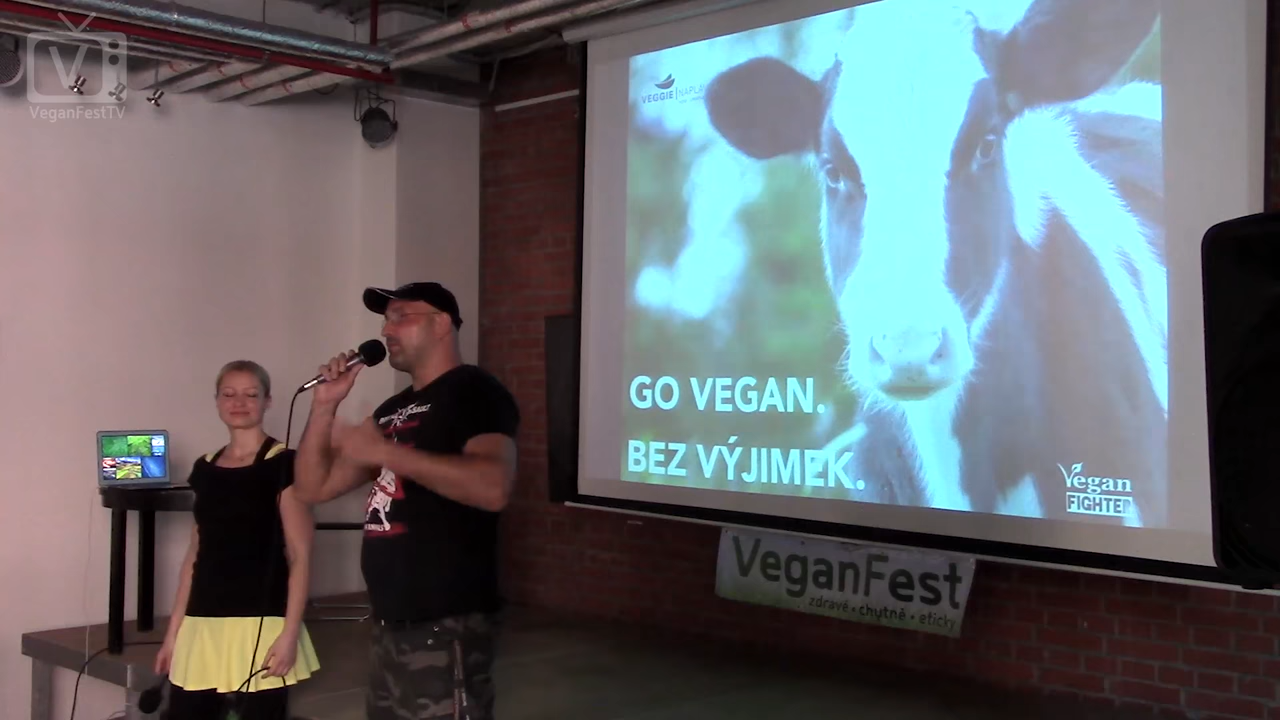 V
VeganFestTV
VEGGIE
GO VEGAN.
BEZ VÝJIMEK.
Vegan
FIGHTER
VeganFest
zdravě • chutně • eticky